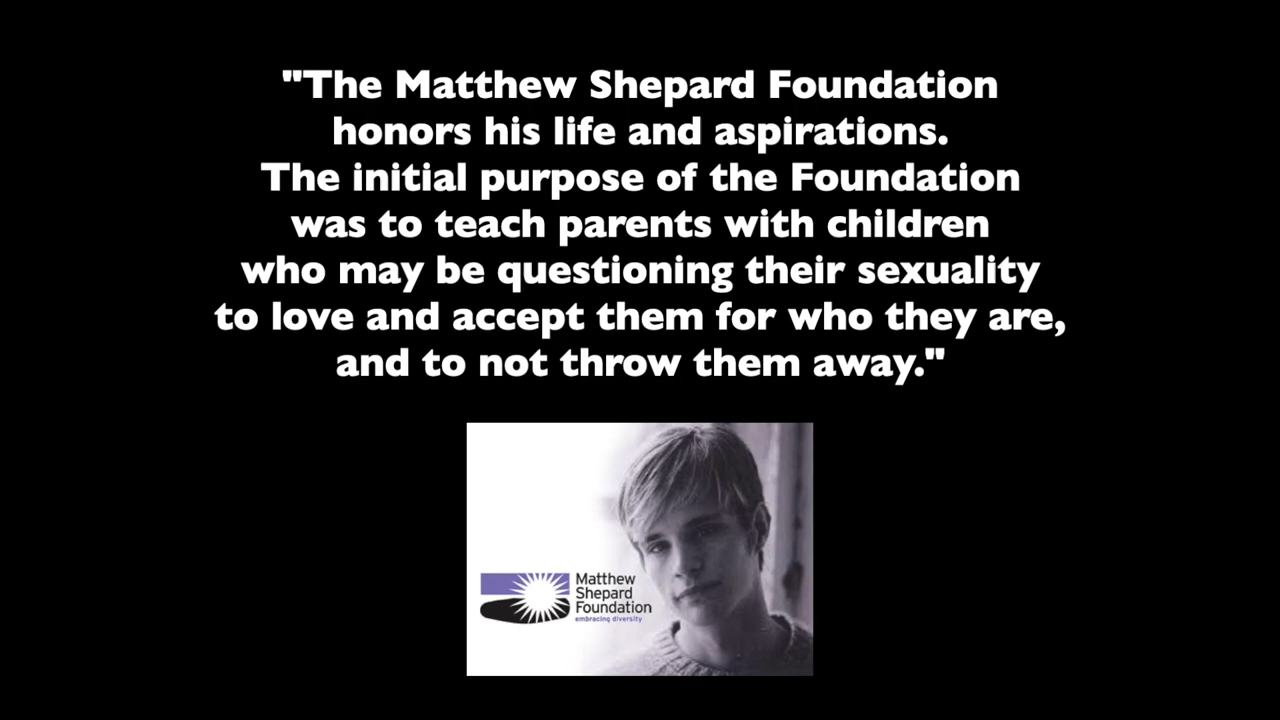 "The Matthew Shepard Foundation
honors his life and aspirations.
The initial purpose of the Foundation
was to teach parents with children
who may be questioning their sexuality
to love and accept them for who they are,
and to not throw them away."
Matthew
Shepard
Foundation
embracing diversity